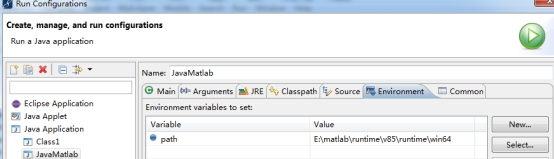 Run Configurations
Create, manage, and run configurations
Run a Java application
Name: JavaMatlab
Main Arguments JRE Classpath Source Environment Common
Environment variables to set:
Variable Value
path E:\matlab\runtime\v85\runtime\win64
New...
Select...
Eclipse Application
Java Applet
Java Application
Class1
JavaMatlab